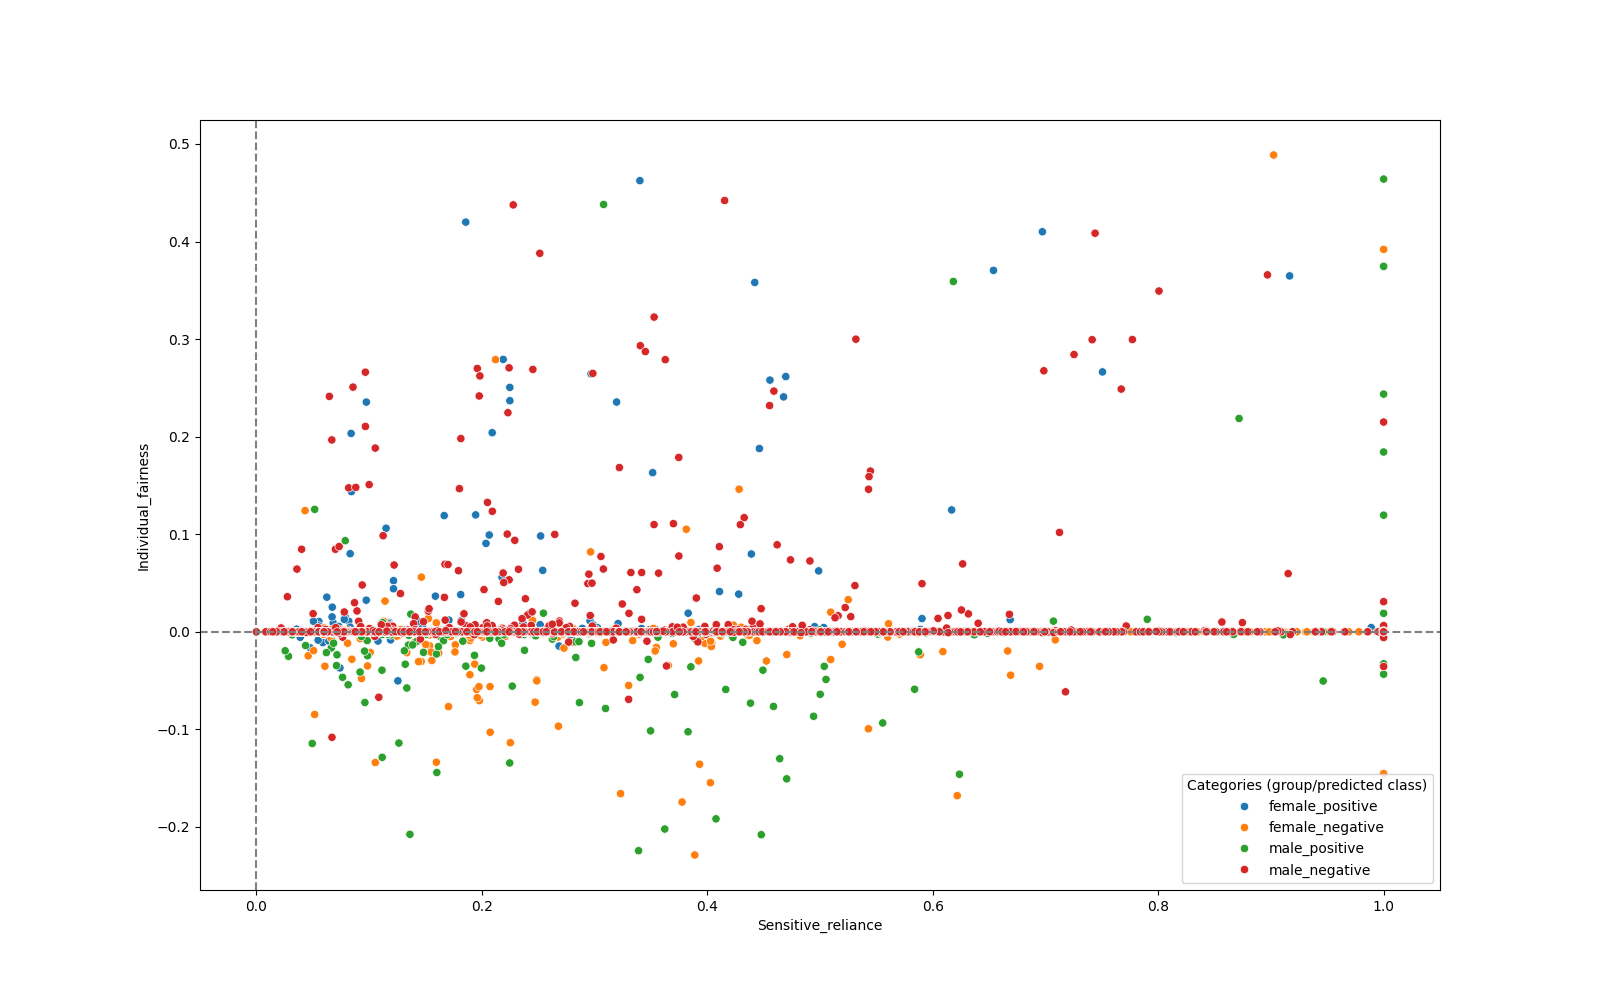 0.5
0.4
0.3
0.2
0.1
0.0
−0.1
−0.2
Individual_fairness
0.0 0.2 0.4 0.6 0.8 1.0
Sensitive_reliance
Categories (group/predicted class)
female_positive
female_negative
male_positive
male_negative